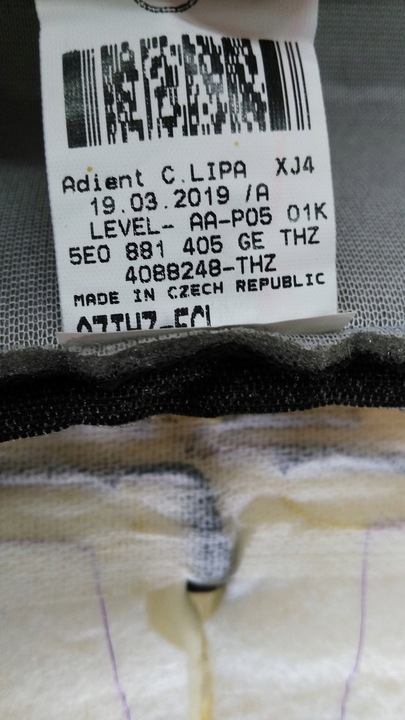 Adient C.LIPA XJ4
19.03.2019 /A
LEVEL- AA-P05 01K
5E0 881 405 GE THZ
4088248-THZ
MADE IN CZECH REPUBLIC